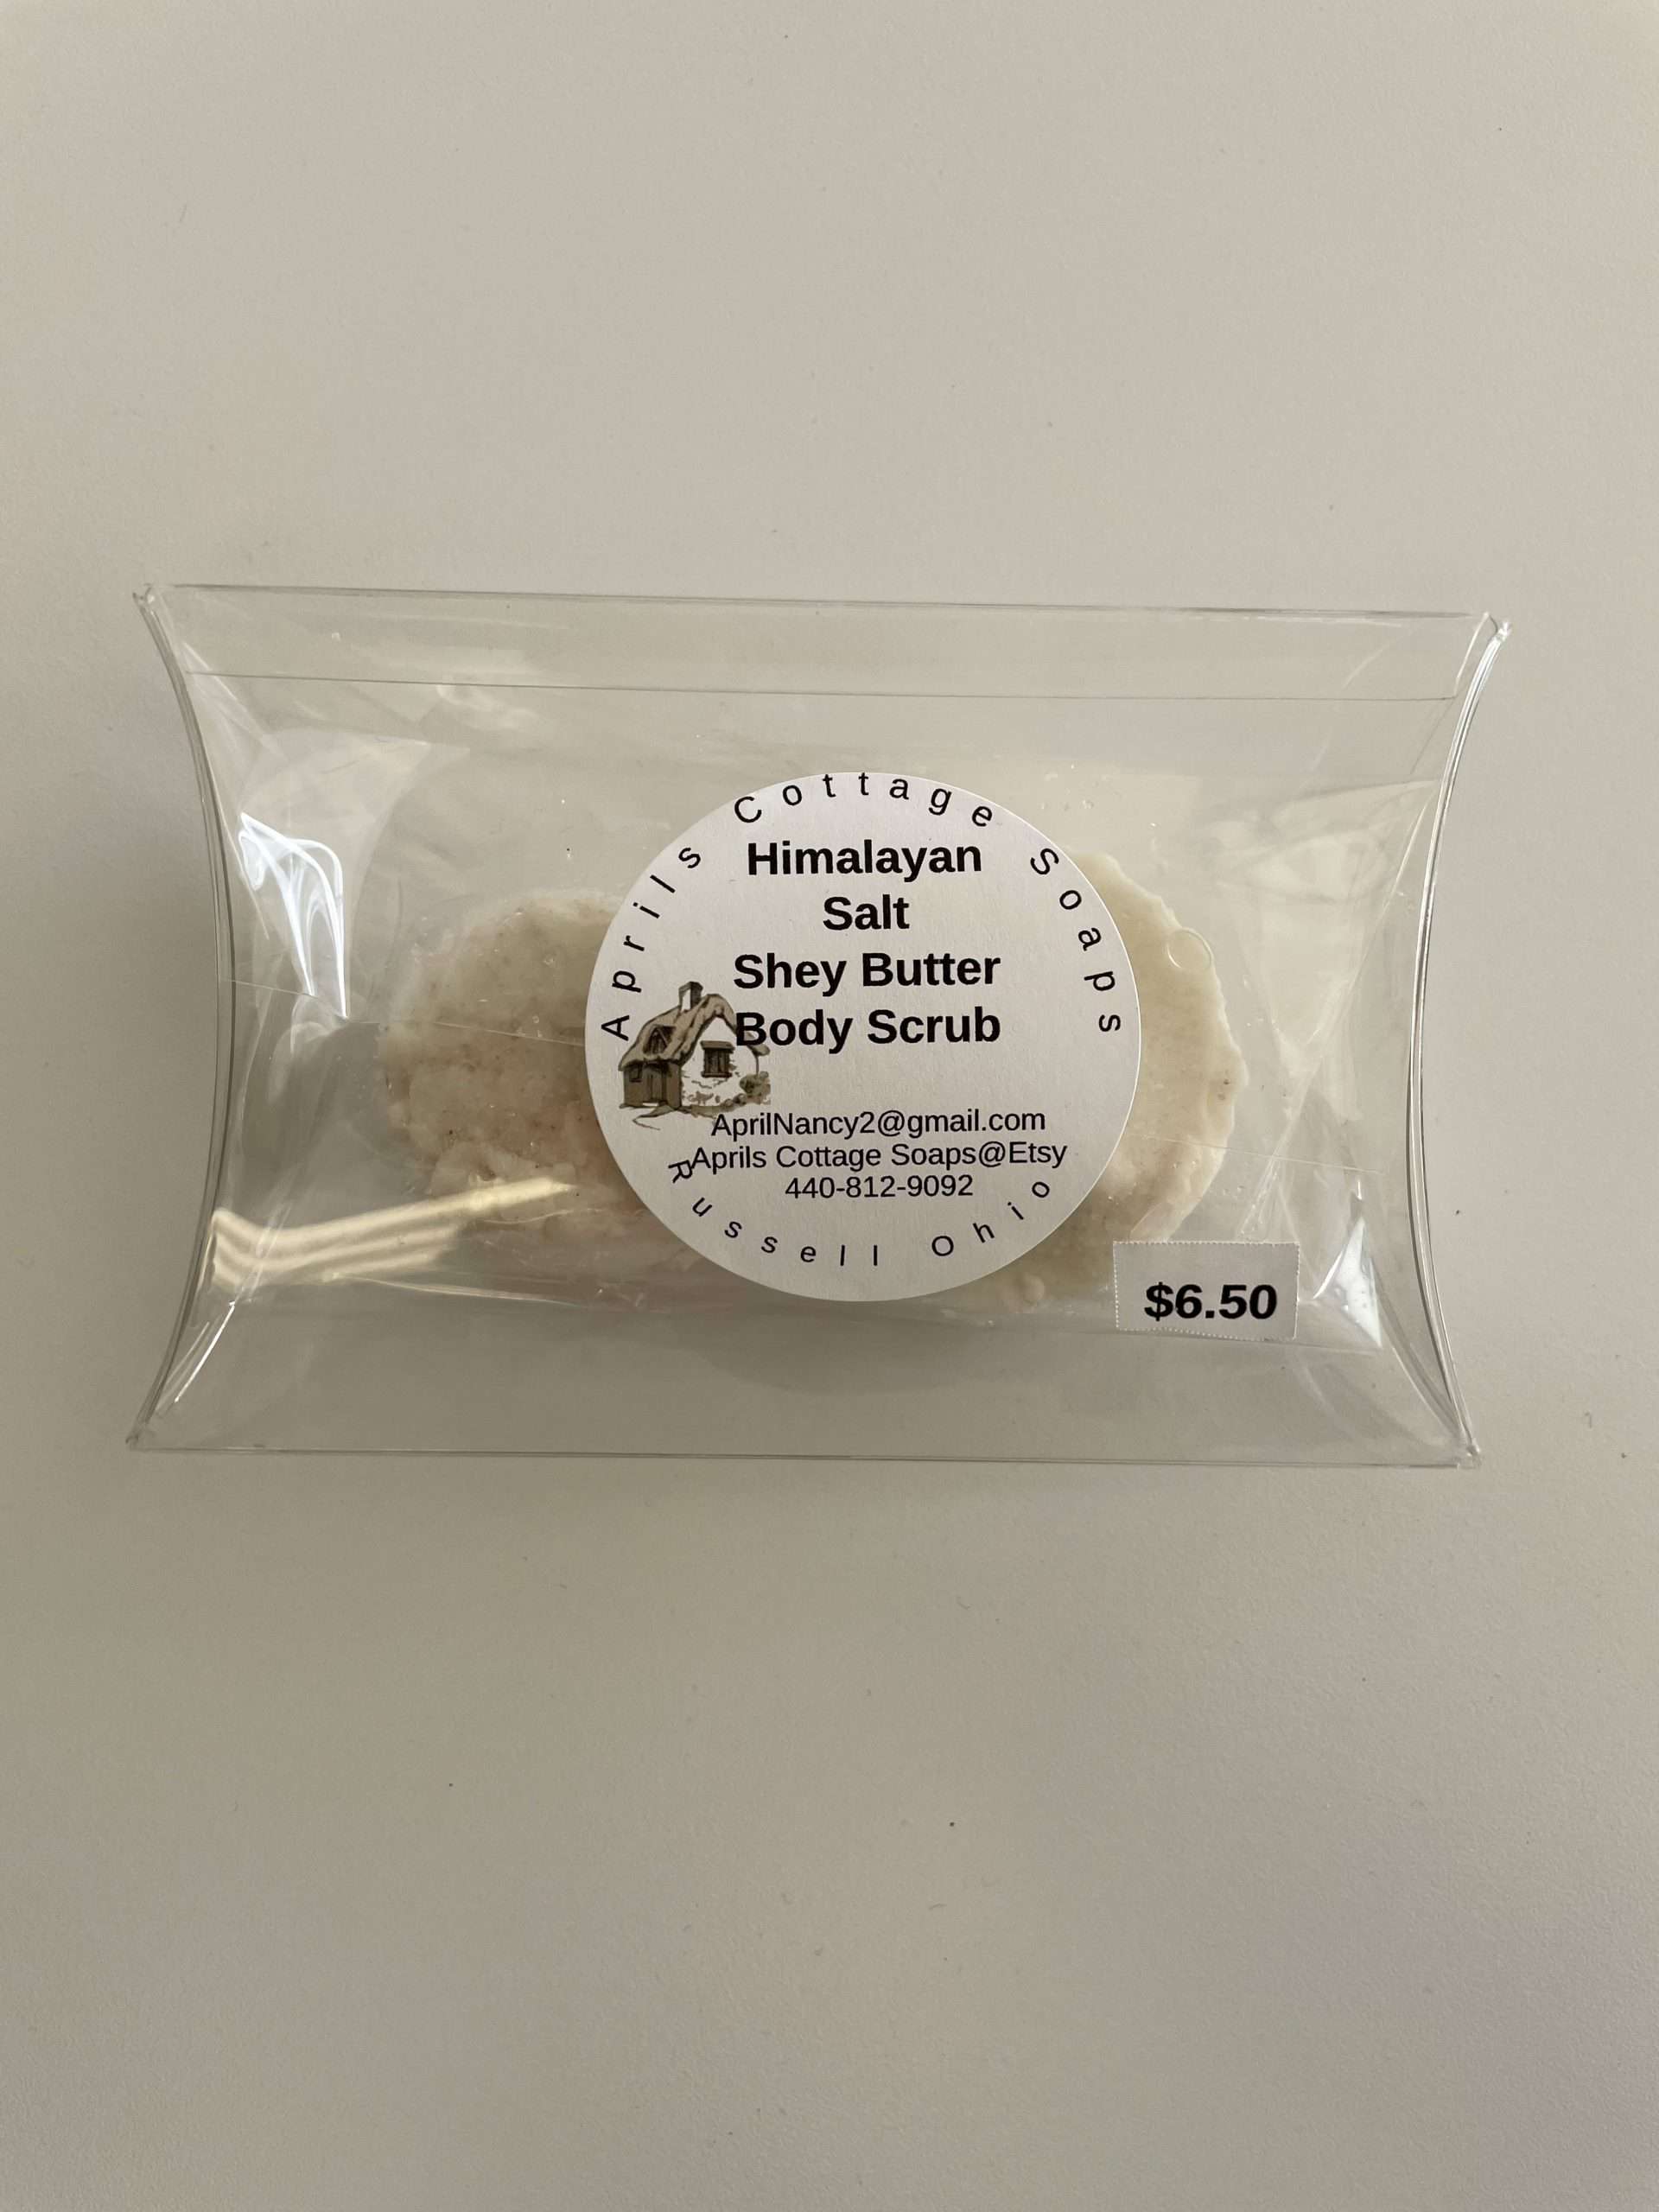 Aprils Cottage Soaps
Himalayan
Salt
Shey Butter
Body Scrub
AprilNancy2@gmail.com
Aprils Cottage Soaps@Etsy
440-812-9092
Russell Ohio
$6.50